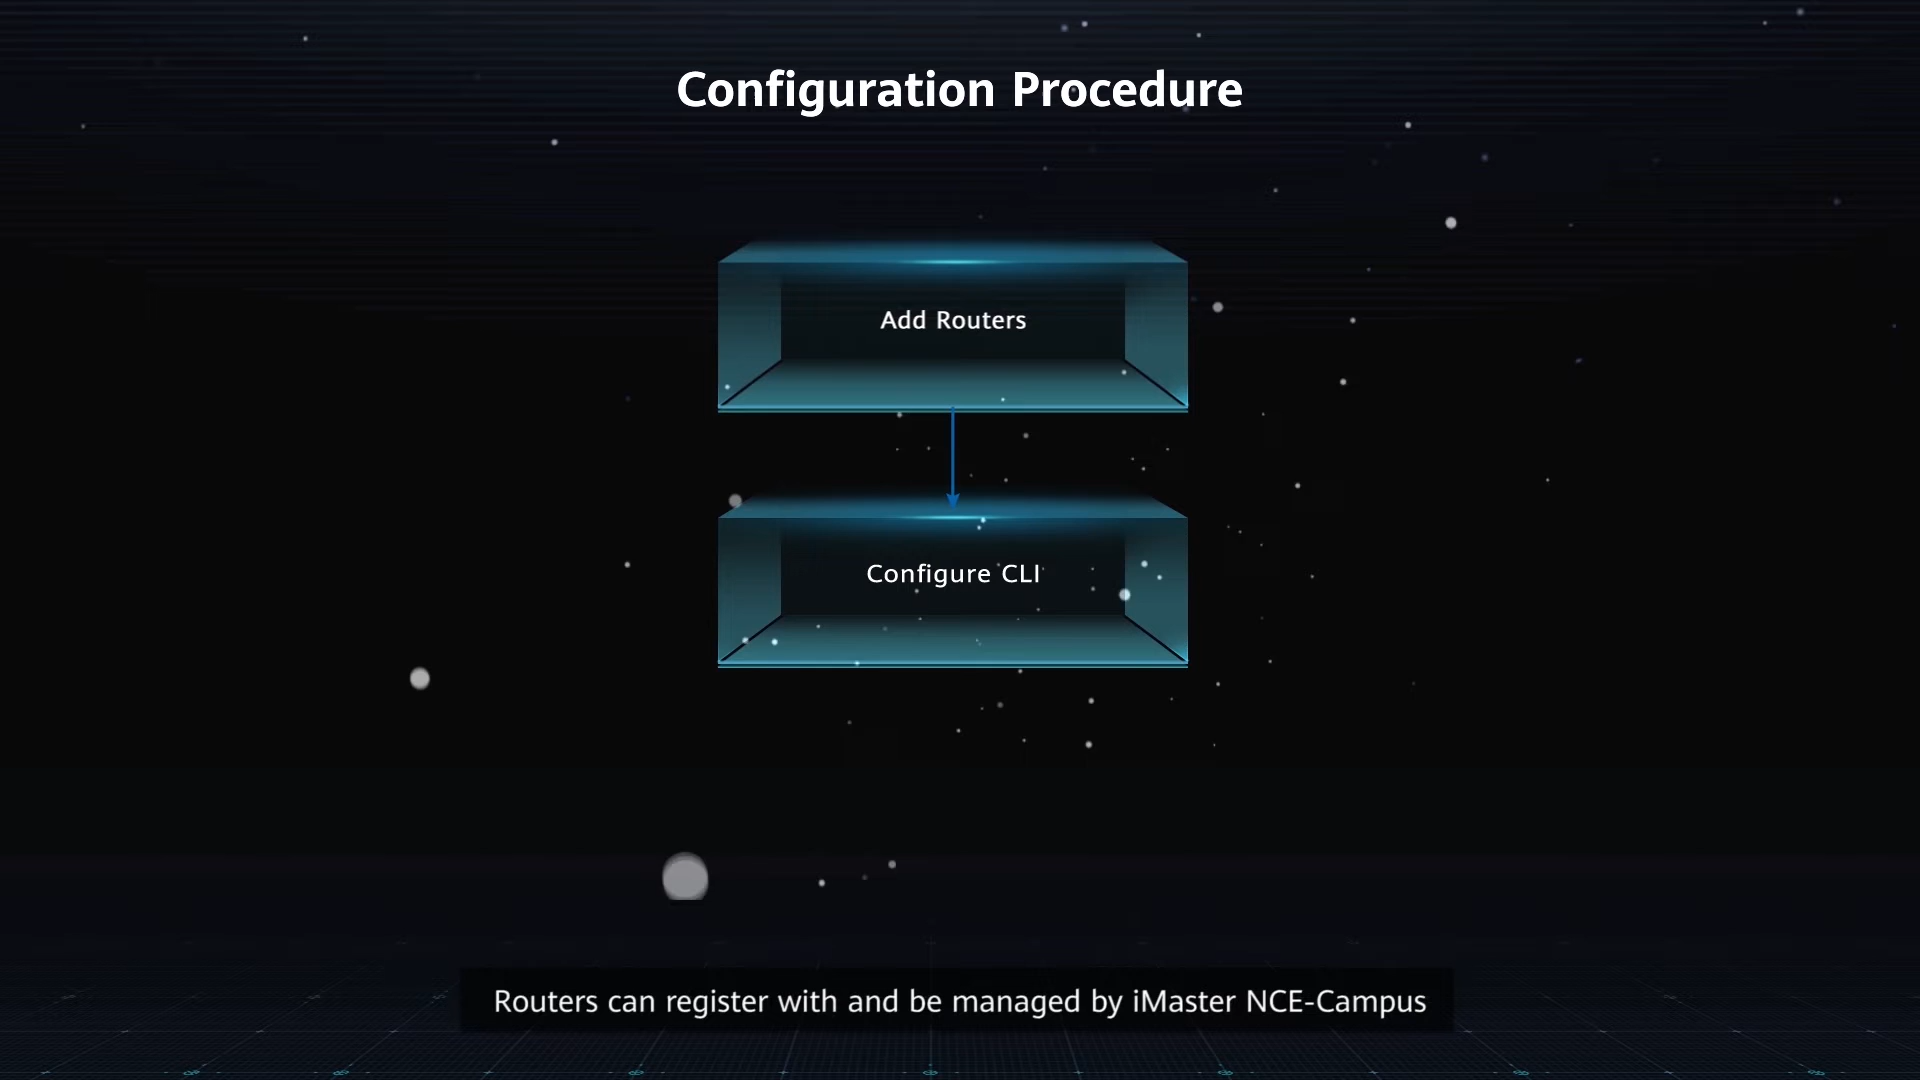 Configuration Procedure
Add Routers
Configure CLI
Routers can register with and be managed by iMaster NCE-Campus